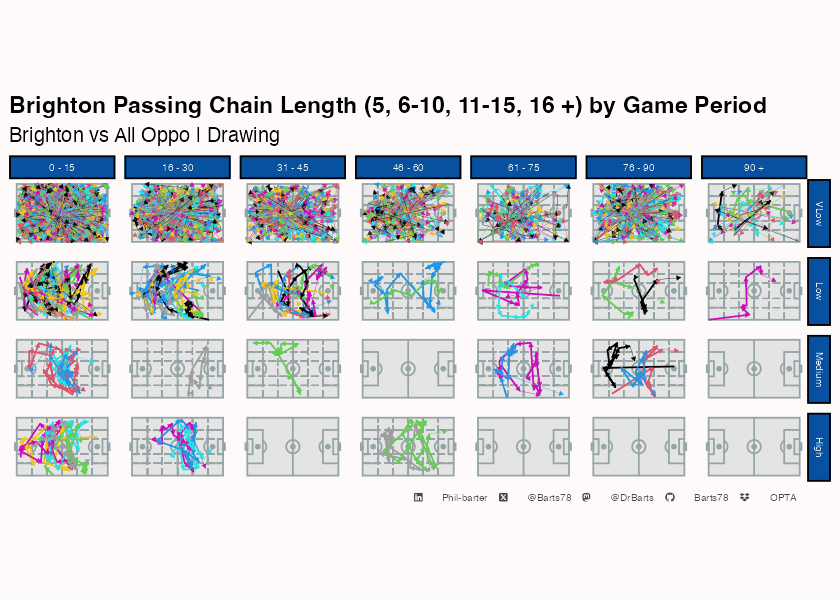 Brighton Passing Chain Length (5, 6-10, 11-15, 16 +) by Game Period
Brighton vs All Oppo | Drawing
0 - 15 16 - 30 31 - 45 46 - 60 61 - 75 76 - 90 90 +
VLow
Low
Medium
High
Phil-barter @Barts78 @DrBarts Barts78 OPTA